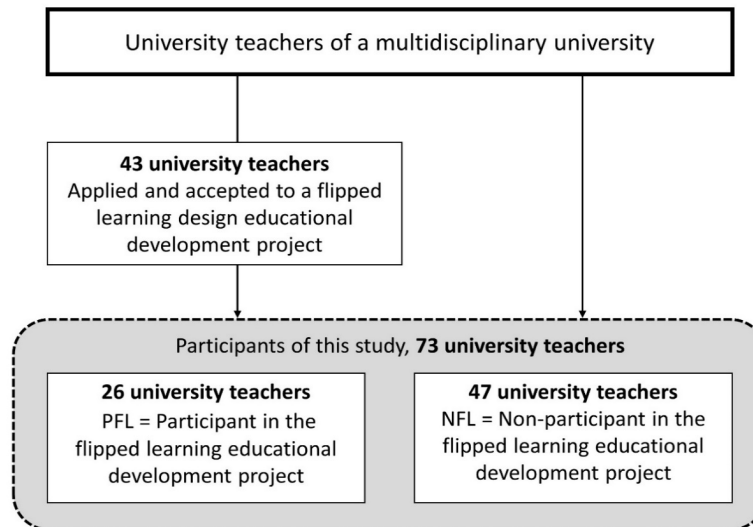 University teachers of a multidisciplinary university
43 university teachers
Applied and accepted to a flipped
learning design educational
development project
Participants of this study, 73 university teachers
26 university teachers
PFL = Participant in the
flipped learning educational
development project
47 university teachers
NFL = Non-participant in the
flipped learning educational
development project